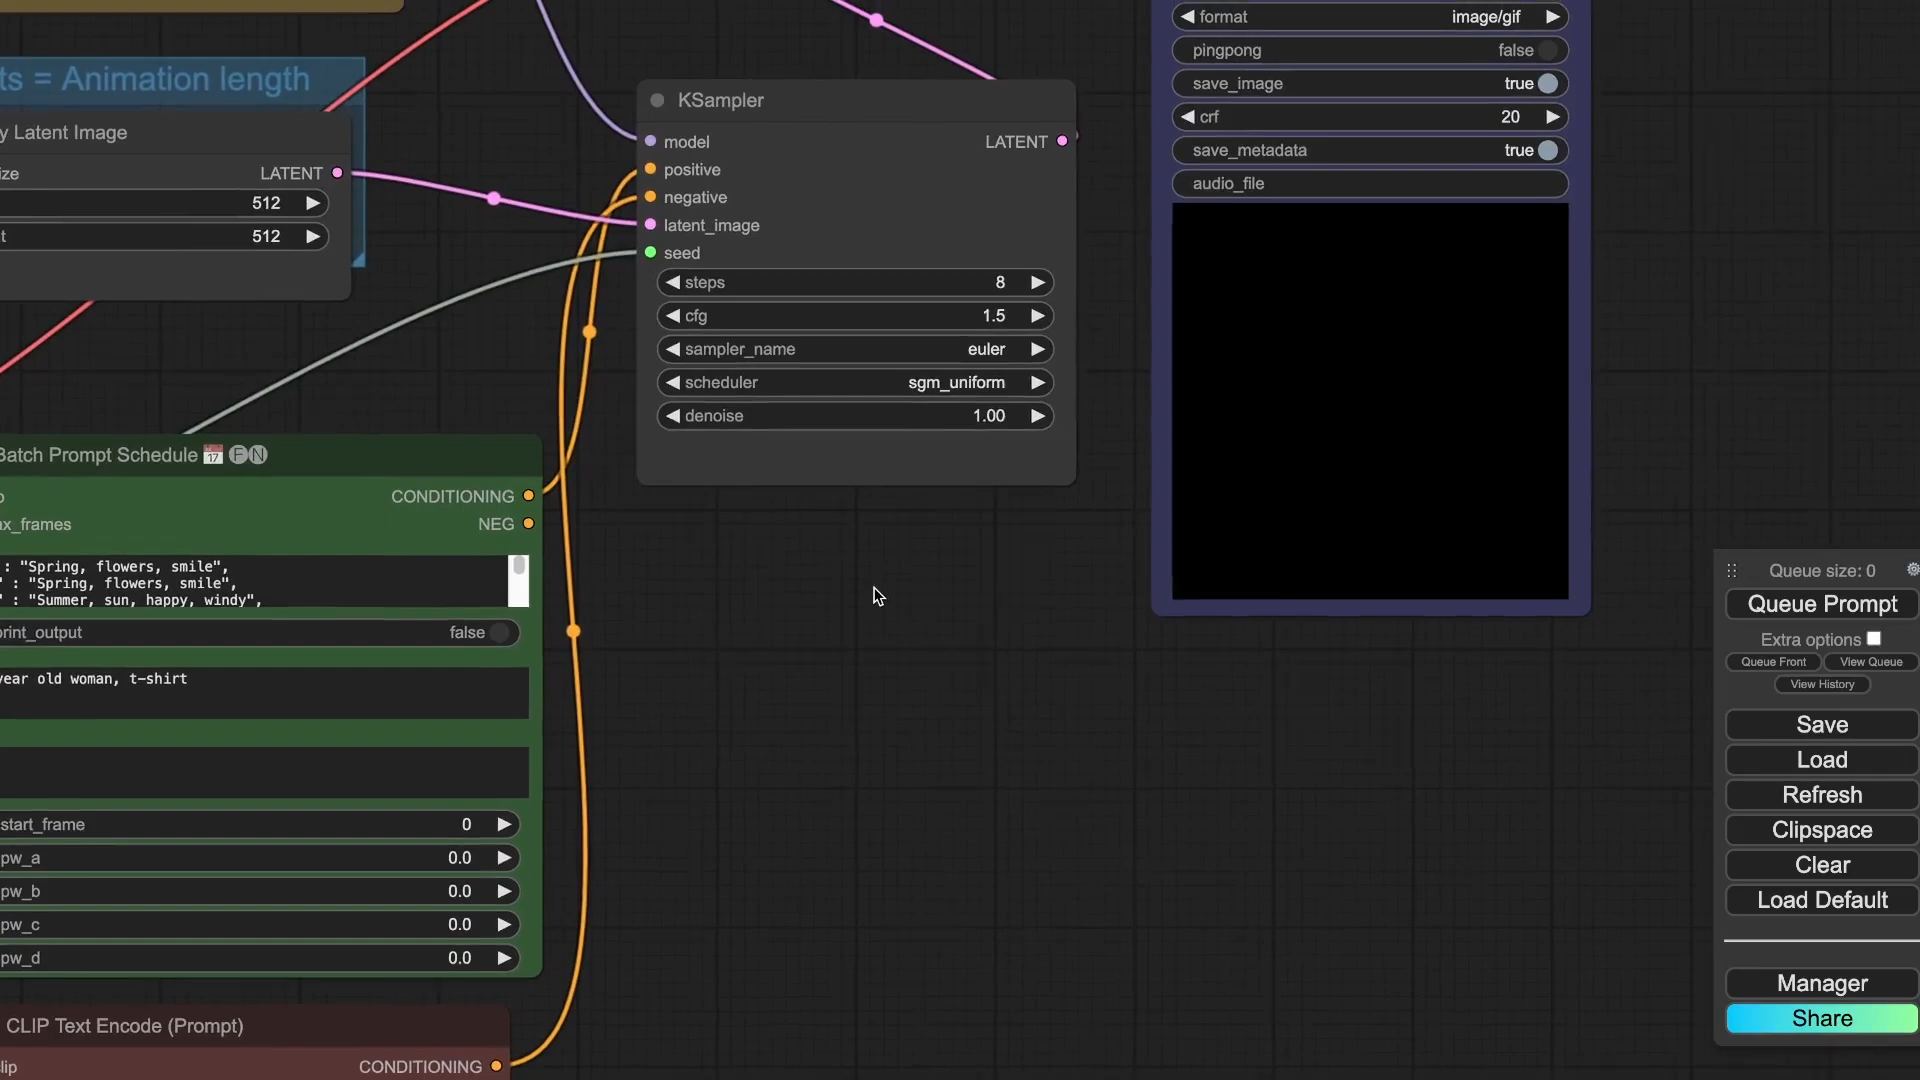 ts = Animation length
y Latent Image
ize
LATENT
512
t
512
KSampler
model
LATENT
positive
negative
latent_image
seed
steps
8
cfg
1.5
sampler_name
euler
scheduler
sgm_uniform
denoise
1.00
format
image/gif
pingpong
false
save_image
true
crf
20
save_metadata
true
audio_file
Batch Prompt Schedule 📅 17 F N
CONDITIONING
ax_frames
NEG
: "Spring, flowers, smile",
" : "Spring, flowers, smile",
" : "Summer, sun, happy, windy",
print_output
false
year old woman, t-shirt
start_frame
0
pw_a
0.0
pw_b
0.0
pw_c
0.0
pw_d
0.0
CLIP Text Encode (Prompt)
lip
CONDITIONING
Queue size: 0
Queue Prompt
Extra options
Queue Front
View Queue
View History
Save
Load
Refresh
Clipspace
Clear
Load Default
Manager
Share